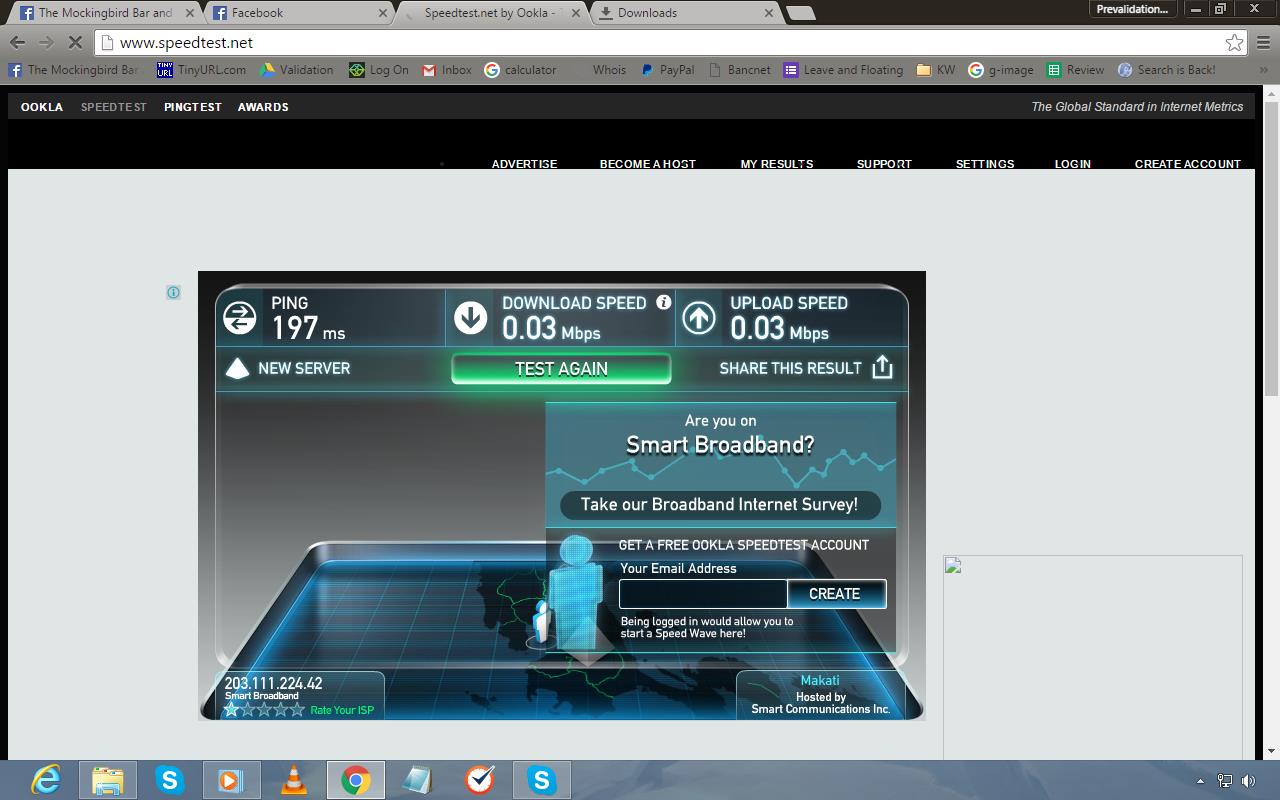 The Mockingbird Bar and
Facebook
Speedtest.net by Ookla - T
Downloads
Prevalidation...
www.speedtest.net
The Mockingbird Bar
TINY URL
TinyURL.com
Validation
Log On
Inbox
calculator
Whois
PayPal
Bancnet
Leave and Floating
KW
g-image
Review
Search is Back!
OOKLA SPEEDTEST PINGTEST AWARDS
The Global Standard in Internet Metrics
ADVERTISE BECOME A HOST MY RESULTS SUPPORT SETTINGS LOGIN CREATE ACCOUNT
PING
197 ms
DOWNLOAD SPEED
0.03 Mbps
UPLOAD SPEED
0.03 Mbps
NEW SERVER
TEST AGAIN
SHARE THIS RESULT
Are you on
Smart Broadband?
Take our Broadband Internet Survey!
GET A FREE OOKLA SPEEDTEST ACCOUNT
Your Email Address
CREATE
Being logged in would allow you to
start a Speed Wave here!
203.111.224.42
Smart Broadband
Rate Your ISP
Makati
Hosted by
Smart Communications Inc.